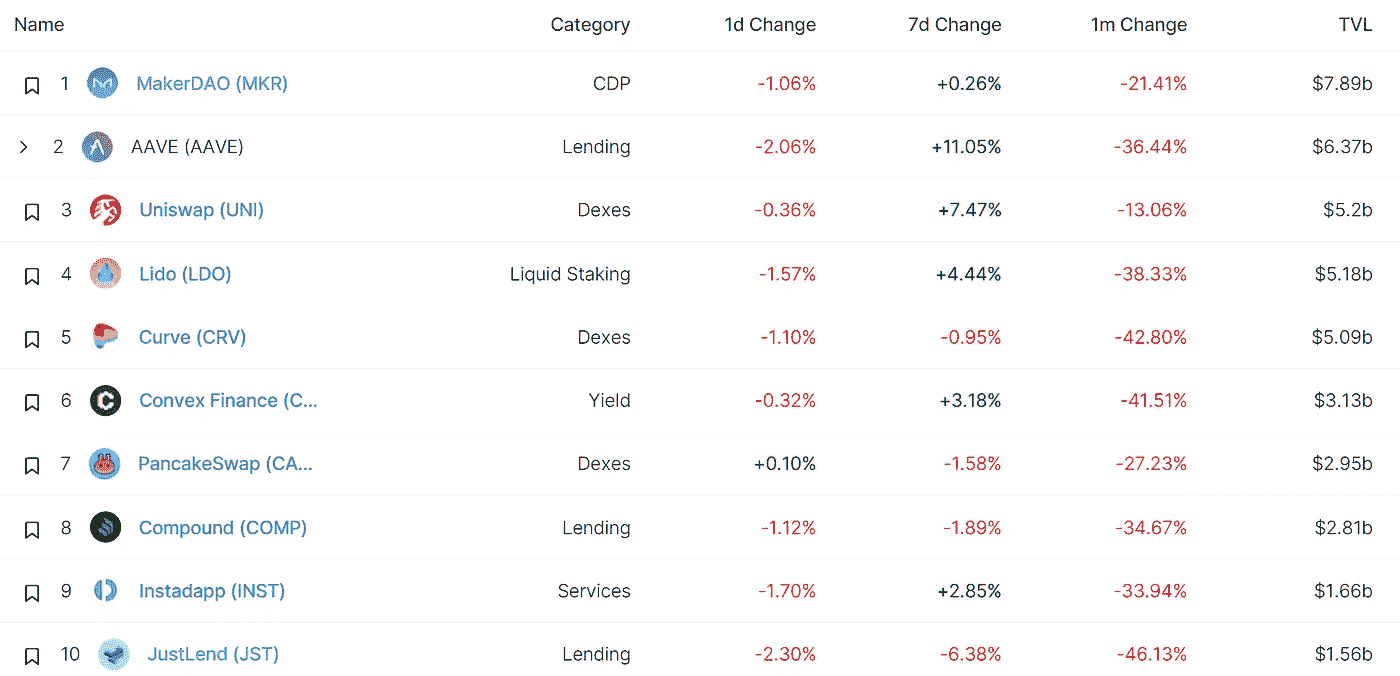 Name Category 1d Change 7d Change 1m Change TVL
1 MakerDAO (MKR) CDP -1.06% +0.26% -21.41% $7.89b
2 AAVE (AAVE) Lending -2.06% +11.05% -36.44% $6.37b
3 Uniswap (UNI) Dexes -0.36% +7.47% -13.06% $5.2b
4 Lido (LDO) Liquid Staking -1.57% +4.44% -38.33% $5.18b
5 Curve (CRV) Dexes -1.10% -0.95% -42.80% $5.09b
6 Convex Finance (C... Yield -0.32% +3.18% -41.51% $3.13b
7 PancakeSwap (CA... Dexes +0.10% -1.58% -27.23% $2.95b
8 Compound (COMP) Lending -1.12% -1.89% -34.67% $2.81b
9 Instadapp (INST) Services -1.70% +2.85% -33.94% $1.66b
10 JustLend (JST) Lending -2.30% -6.38% -46.13% $1.56b